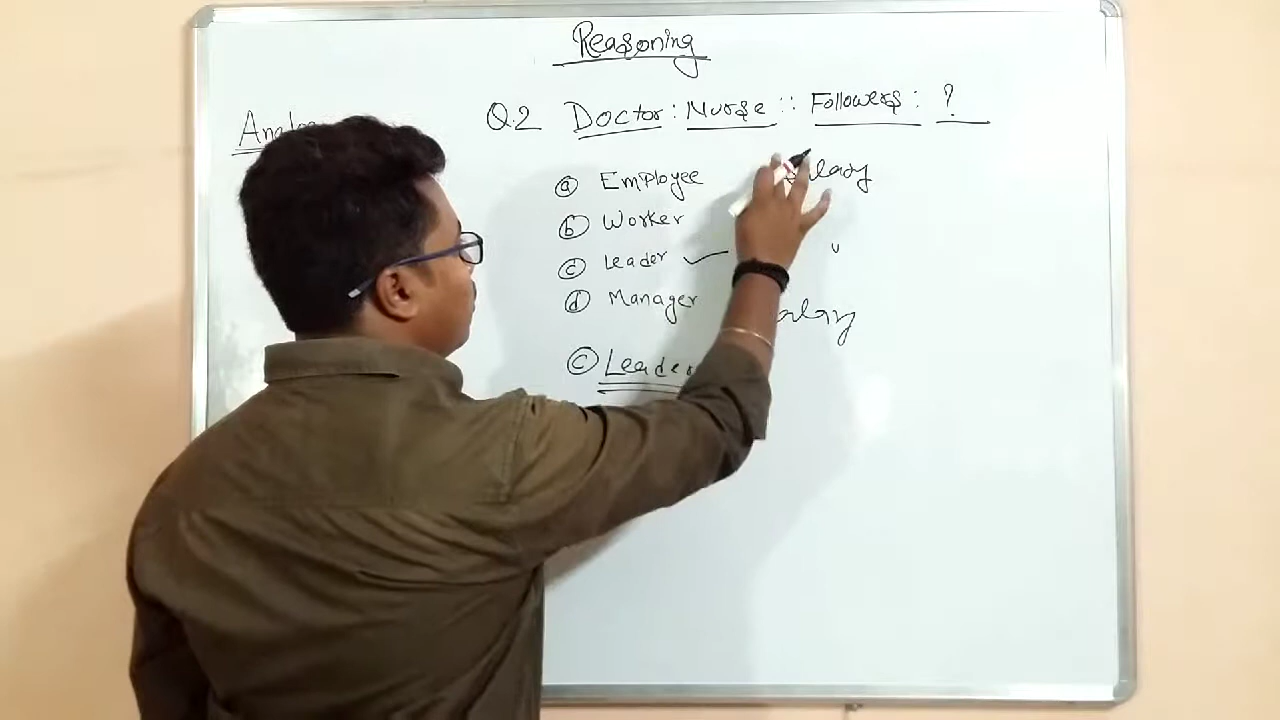 Reasoning
Q.2 Doctor : Nurse :: Followers : ?
(a) Employee
(b) Worker
(c) Leader ✓
(d) Manager
(c) Leader